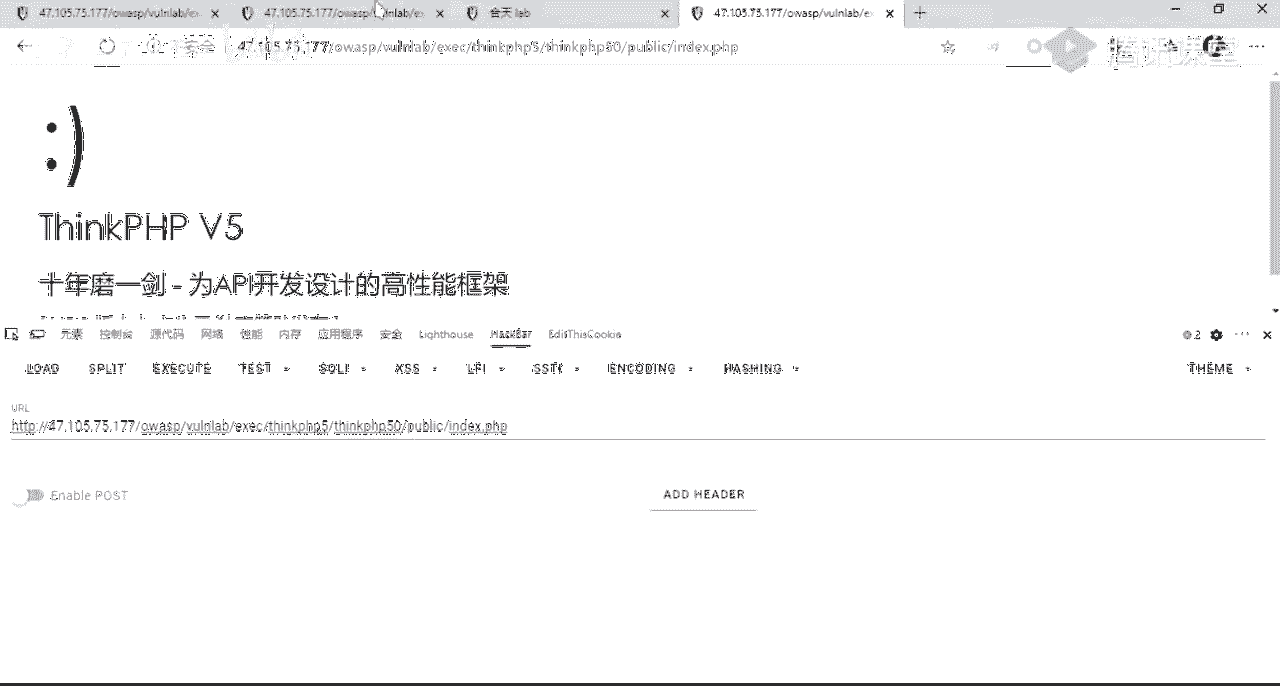 47.105.75.177/owasp/vulnlab/ex
47.105.75.177/owasp/vulnlab/ex
合天 lab
47.105.75.177/owasp/vulnlab/ex
47.105.75.177/owasp/vulnlab/exec/thinkphp5/thinkphp50/public/index.php
腾讯课堂
:)
ThinkPHP V5
十年磨一剑 - 为API开发设计的高性能框架
元素 控制台 源代码 网络 性能 内存 应用程序 安全 Lighthouse HackBar EditThisCookie
2
LOAD SPLIT EXECUTE TEST SQLI XSS LFI SSTI ENCODING HASHING THEME
URL
http://47.105.75.177/owasp/vulnlab/exec/thinkphp5/thinkphp50/public/index.php
Enable POST
ADD HEADER